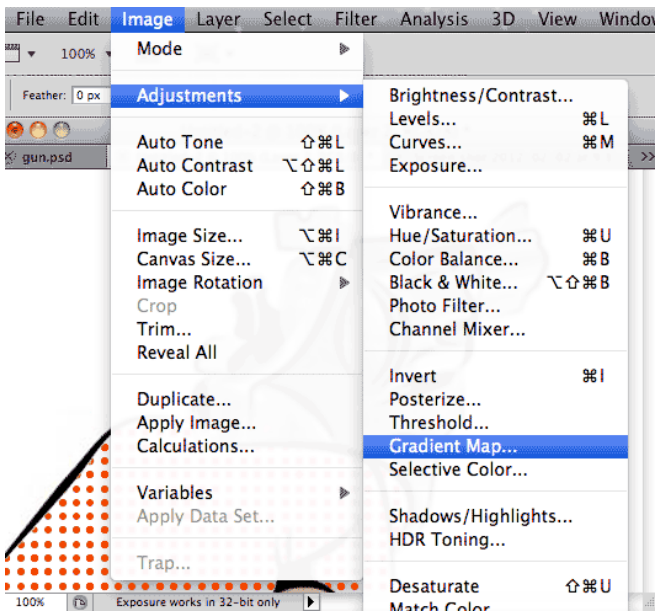 File Edit Image Layer Select Filter Analysis 3D View Windo
100%
Mode
Feather: 0 px
Adjustments
Brightness/Contrast...
Levels... ⌘L
Curves... ⌘M
Exposure...
gun.psd
Auto Tone ⇧⌘L
Auto Contrast ⌥⇧⌘L
Auto Color ⇧⌘B
Vibrance...
Hue/Saturation... ⌘U
Color Balance... ⌘B
Black & White... ⌥⇧⌘B
Photo Filter...
Channel Mixer...
Image Size... ⌥⌘I
Canvas Size... ⌥⌘C
Image Rotation
Crop
Trim...
Reveal All
Invert ⌘I
Posterize...
Threshold...
Gradient Map...
Selective Color...
Duplicate...
Apply Image...
Calculations...
Variables
Apply Data Set...
Shadows/Highlights...
HDR Toning...
Trap...
Desaturate ⇧⌘U
Match Color
100% Exposure works in 32-bit only